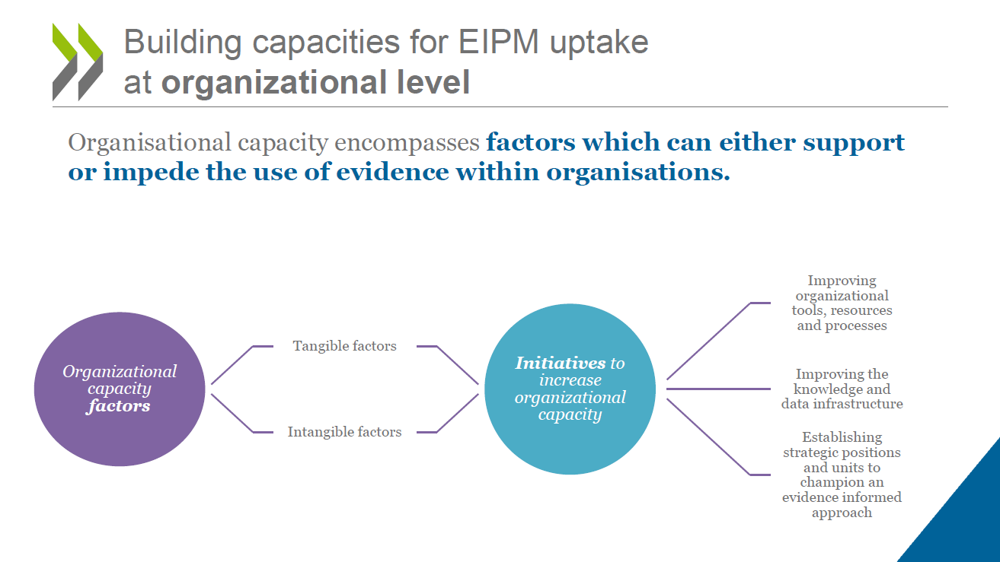 Building capacities for EIPM uptake
at organizational level
Organisational capacity encompasses factors which can either support
or impede the use of evidence within organisations.
Organizational
capacity
factors
Tangible factors
Intangible factors
Initiatives to
increase
organizational
capacity
Improving
organizational
tools, resources
and processes
Improving the
knowledge and
data infrastructure
Establishing
strategic positions
and units to
champion an
evidence informed
approach